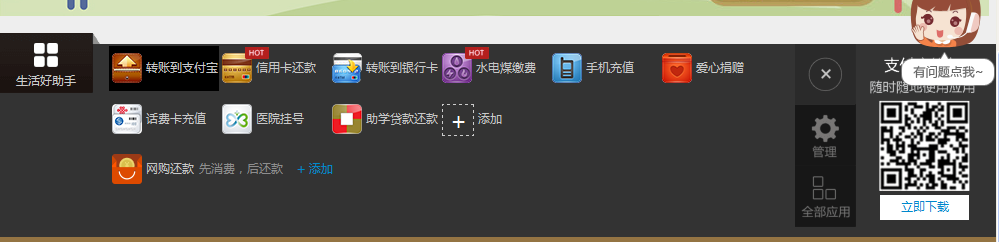 生活好助手
转账到支付宝
HOT
信用卡还款
转账到银行卡
HOT
水电煤缴费
手机充值
爱心捐赠
话费卡充值
医院挂号
助学贷款还款
添加
网购还款 先消费，后还款 + 添加
管理
全部应用
有问题点我~
随时随地使用应用
立即下载